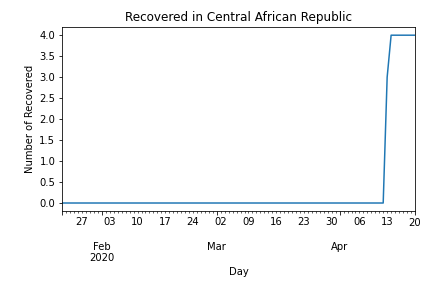 Recovered in Central African Republic
Number of Recovered
4.0
3.5
3.0
2.5
2.0
1.5
1.0
0.5
0.0
27 03 10 17 24 02 09 16 23 30 06 13 20
Feb Mar Apr
2020
Day